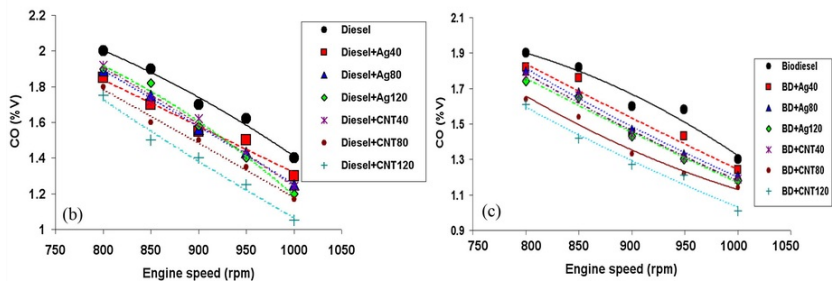 2.2
2
1.8
1.6
1.4
1.2
1
CO (% V)
750 800 850 900 950 1000 1050
Engine speed (rpm)
(b)
Diesel
Diesel+Ag40
Diesel+Ag80
Diesel+Ag120
Diesel+CNT40
Diesel+CNT80
Diesel+CNT120
2.1
1.9
1.7
1.5
1.3
1.1
0.9
CO (% V)
750 800 850 900 950 1000 1050
Engine speed (rpm)
(c)
Biodiesel
BD+Ag40
BD+Ag80
BD+Ag120
BD+CNT40
BD+CNT80
BD+CNT120